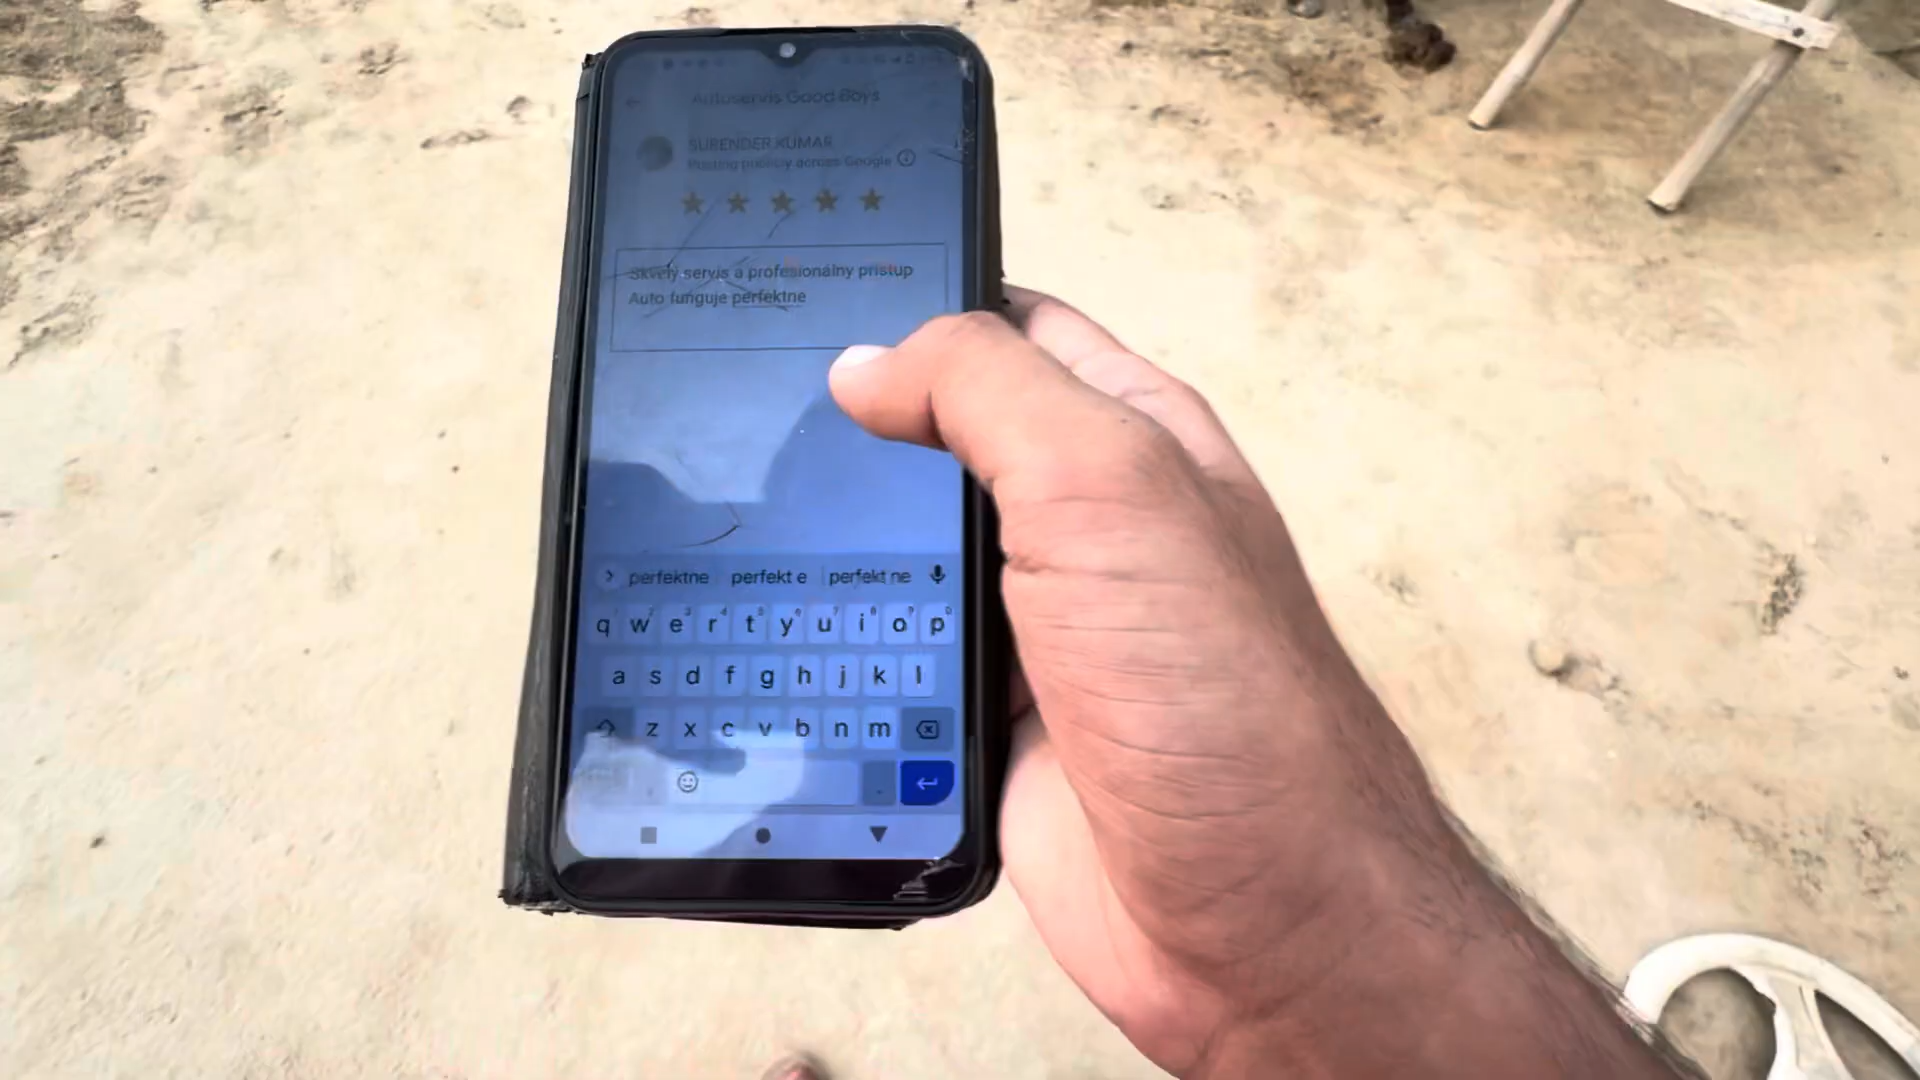 Autoservis Good Boys
SURENDER KUMAR
Posting publicly across Google
Skvelý servis a profesionálny prístup
Auto funguje perfektne
perfektne perfekt e perfekt ne
q w e r t y u i o p
a s d f g h j k l
z x c v b n m